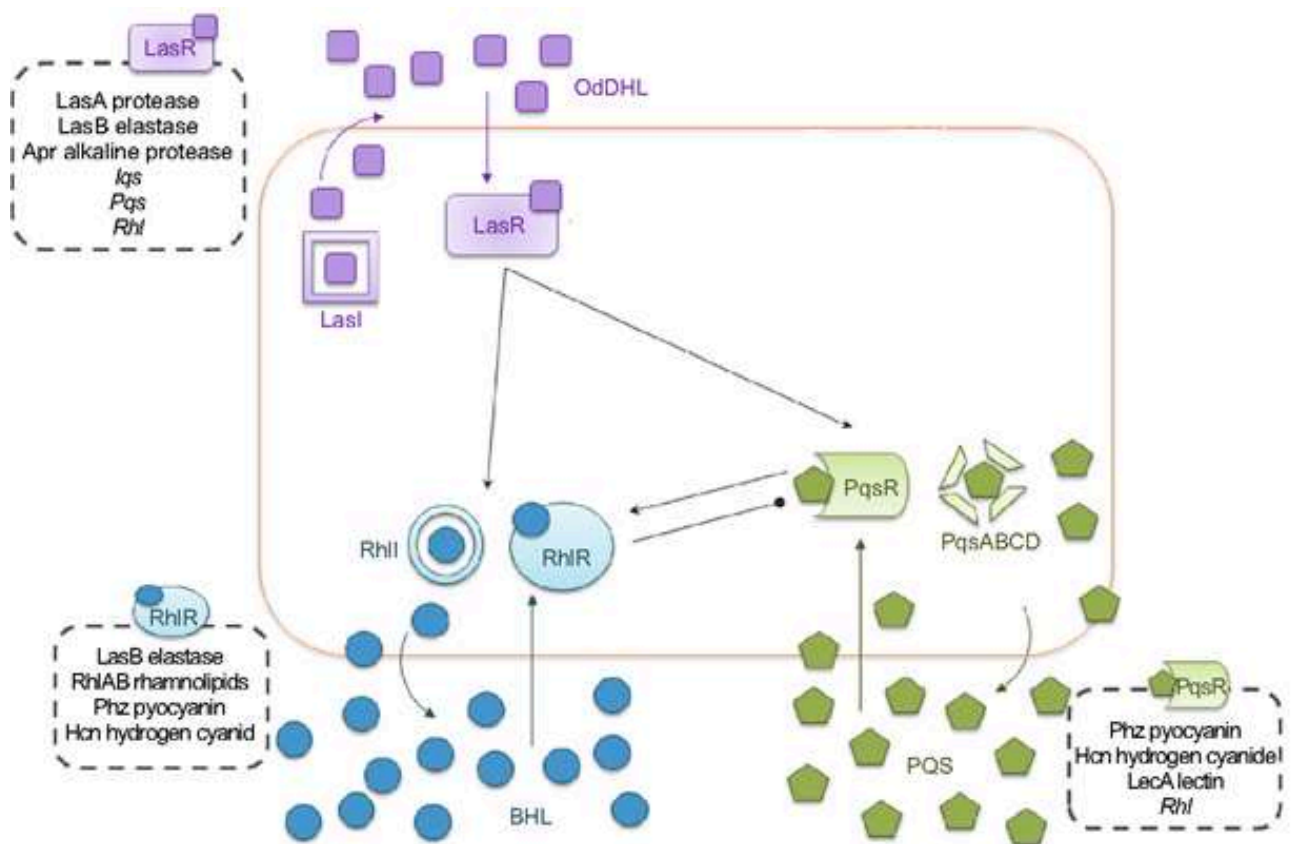 LasR
LasA protease
LasB elastase
Apr alkaline protease
Iqs
Pqs
Rhl
OdDHL
LasR
LasI
RhlI
RhlR
PqsR
PqsABCD
RhlR
LasB elastase
RhlAB rhamnolipids
Phz pyocyanin
Hcn hydrogen cyanid
BHL
PQS
PqsR
Phz pyocyanin
Hcn hydrogen cyanide
LecA lectin
Rhl